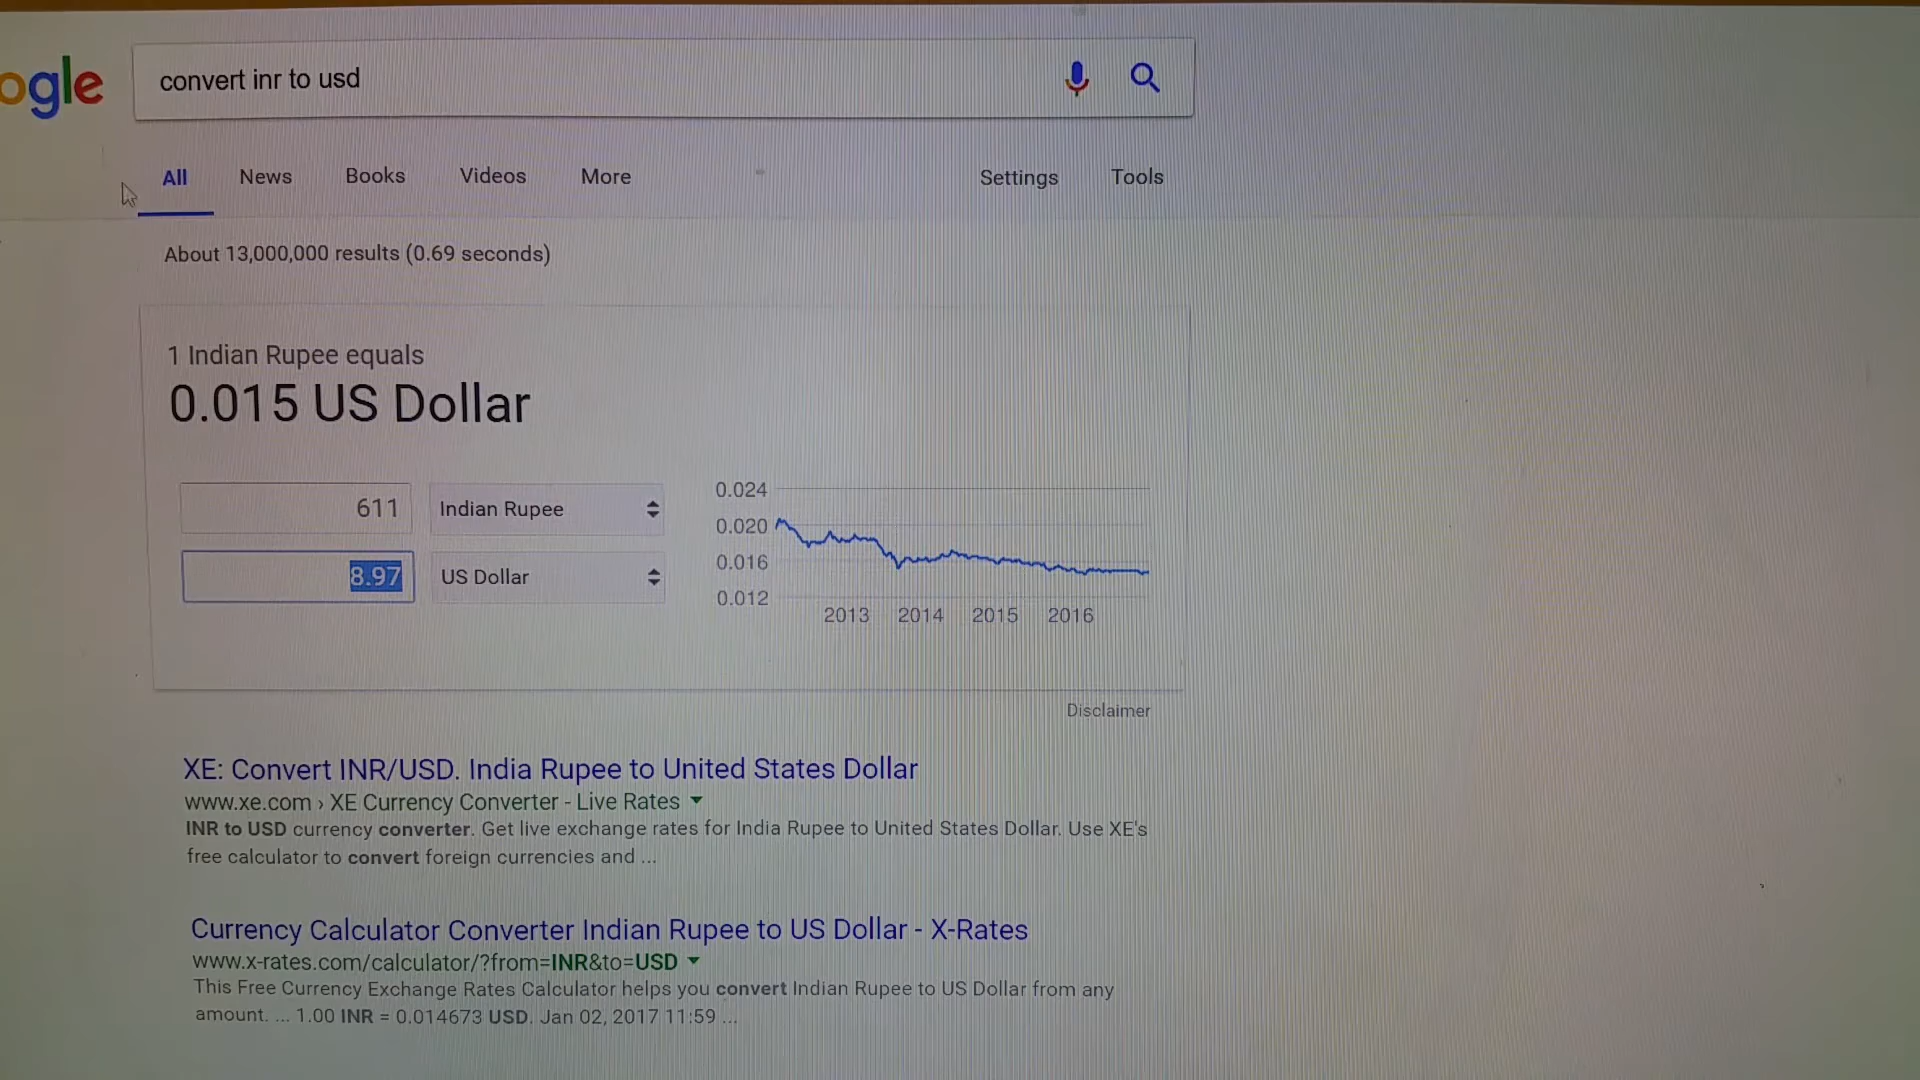 ogle
convert inr to usd
All News Books Videos More Settings Tools
About 13,000,000 results (0.69 seconds)
1 Indian Rupee equals
0.015 US Dollar
611 Indian Rupee
8.97 US Dollar
0.024
0.020
0.016
0.012
2013 2014 2015 2016
Disclaimer
XE: Convert INR/USD. India Rupee to United States Dollar
www.xe.com › XE Currency Converter - Live Rates
INR to USD currency converter. Get live exchange rates for India Rupee to United States Dollar. Use XE's
free calculator to convert foreign currencies and ...
Currency Calculator Converter Indian Rupee to US Dollar - X-Rates
www.x-rates.com/calculator/?from=INR&to=USD
This Free Currency Exchange Rates Calculator helps you convert Indian Rupee to US Dollar from any
amount. ... 1.00 INR = 0.014673 USD. Jan 02, 2017 11:59 ...